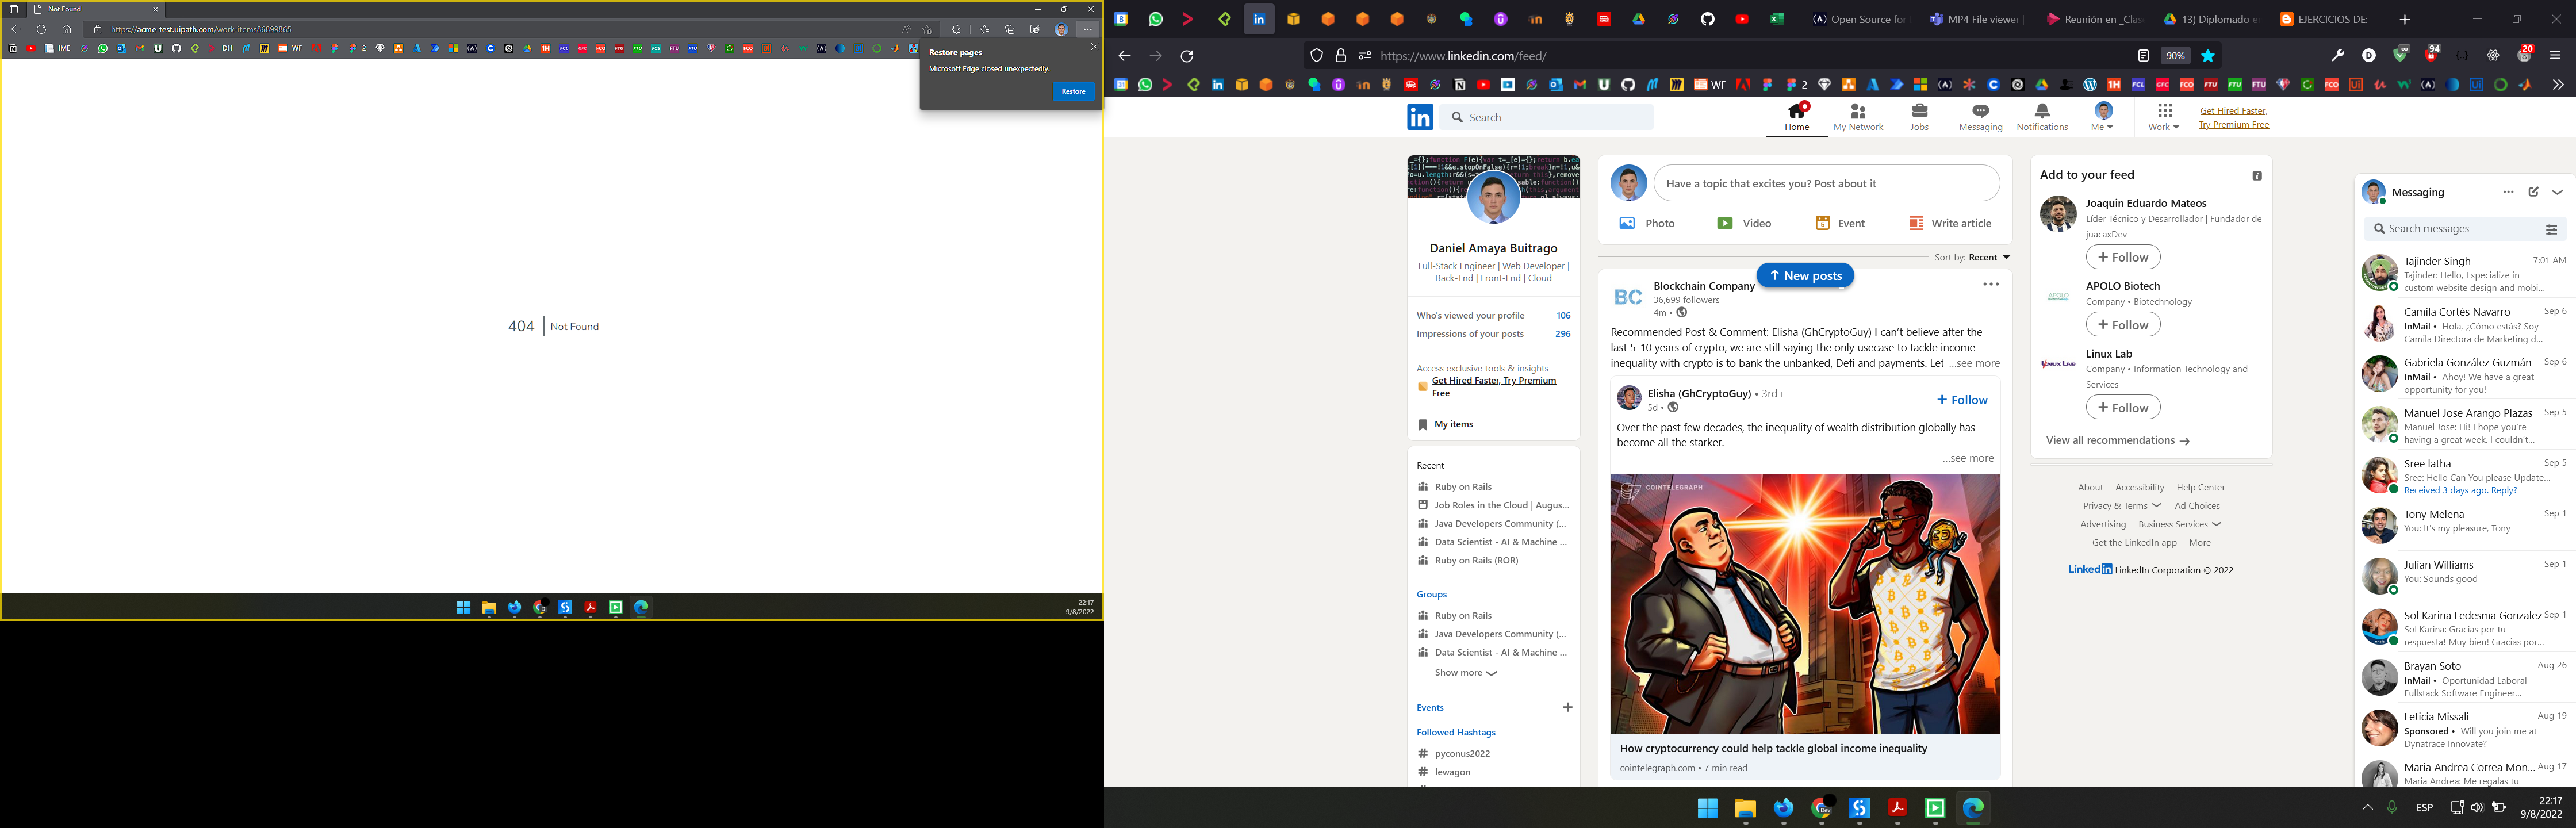 Not Found
https://acme-test.uipath.com/work-items86899865
IME
DH
WF
2
Restore pages
Microsoft Edge closed unexpectedly.
Restore
404 Not Found
22:17
9/8/2022
Open Source for
MP4 File viewer
Reunión en _Clas
13) Diplomado e
EJERCICIOS DE:
https://www.linkedin.com/feed/
90%
94
20
WF
2
in
Search
Home
My Network
Jobs
Messaging
Notifications
Me
Work
Get Hired Faster,
Try Premium Free
Daniel Amaya Buitrago
Full-Stack Engineer | Web Developer |
Back-End | Front-End | Cloud
Who's viewed your profile 106
Impressions of your posts 296
Access exclusive tools & insights
Get Hired Faster, Try Premium
Free
My items
Recent
Ruby on Rails
Job Roles in the Cloud | Augus...
Java Developers Community (...
Data Scientist - AI & Machine ...
Ruby on Rails (ROR)
Groups
Ruby on Rails
Java Developers Community (...
Data Scientist - AI & Machine ...
Show more
Events
Followed Hashtags
# pyconus2022
# lewagon
Have a topic that excites you? Post about it
Photo
Video
Event
Write article
Sort by: Recent
New posts
BC
Blockchain Company
36,699 followers
4m •
Recommended Post & Comment: Elisha (GhCryptoGuy) I can't believe after the
last 5-10 years of crypto, we are still saying the only usecase to tackle income
inequality with crypto is to bank the unbanked, Defi and payments. Let ...see more
Elisha (GhCryptoGuy) • 3rd+
5d •
+ Follow
Over the past few decades, the inequality of wealth distribution globally has
become all the starker.
...see more
COINTELEGRAPH
How cryptocurrency could help tackle global income inequality
cointelegraph.com • 7 min read
Add to your feed
Joaquin Eduardo Mateos
Líder Técnico y Desarrollador | Fundador de
juacaxDev
+ Follow
APOLO
APOLO Biotech
Company • Biotechnology
+ Follow
Linux Lab
Linux Lab
Company • Information Technology and
Services
+ Follow
View all recommendations →
About Accessibility Help Center
Privacy & Terms Ad Choices
Advertising Business Services
Get the LinkedIn app More
Linkedin LinkedIn Corporation © 2022
Messaging
Search messages
Tajinder Singh 7:01 AM
Tajinder: Hello, I specialize in
custom website design and mobi...
Camila Cortés Navarro Sep 6
InMail • Hola, ¿Cómo estás? Soy
Camila Directora de Marketing d...
Gabriela González Guzmán Sep 6
InMail • Ahoy! We have a great
opportunity for you!
Manuel Jose Arango Plazas Sep 5
Manuel Jose: Hi! I hope you're
having a great week. I couldn't...
Sree latha Sep 5
Sree: Hello Can You please Update...
Received 3 days ago. Reply?
Tony Melena Sep 1
You: It's my pleasure, Tony
Julian Williams Sep 1
You: Sounds good
Sol Karina Ledesma Gonzalez Sep 1
Sol Karina: Gracias por tu
respuesta! Muy bien! Gracias por...
Brayan Soto Aug 26
InMail • Oportunidad Laboral -
Fullstack Software Engineer...
Leticia Missali Aug 19
Sponsored • Will you join me at
Dynatrace Innovate?
Maria Andrea Correa Mon... Aug 17
Maria Andrea: Me regalas tu
ESP
22:17
9/8/2022